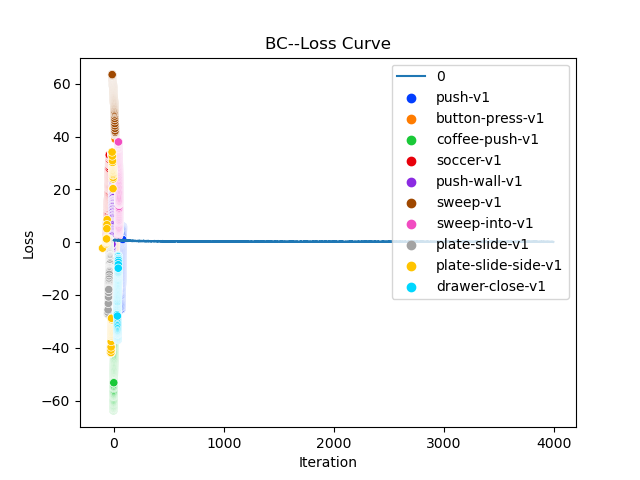 BC--Loss Curve
Loss
60
40
20
0
−20
−40
−60
0
1000
2000
3000
4000
Iteration
0
push-v1
button-press-v1
coffee-push-v1
soccer-v1
push-wall-v1
sweep-v1
sweep-into-v1
plate-slide-v1
plate-slide-side-v1
drawer-close-v1